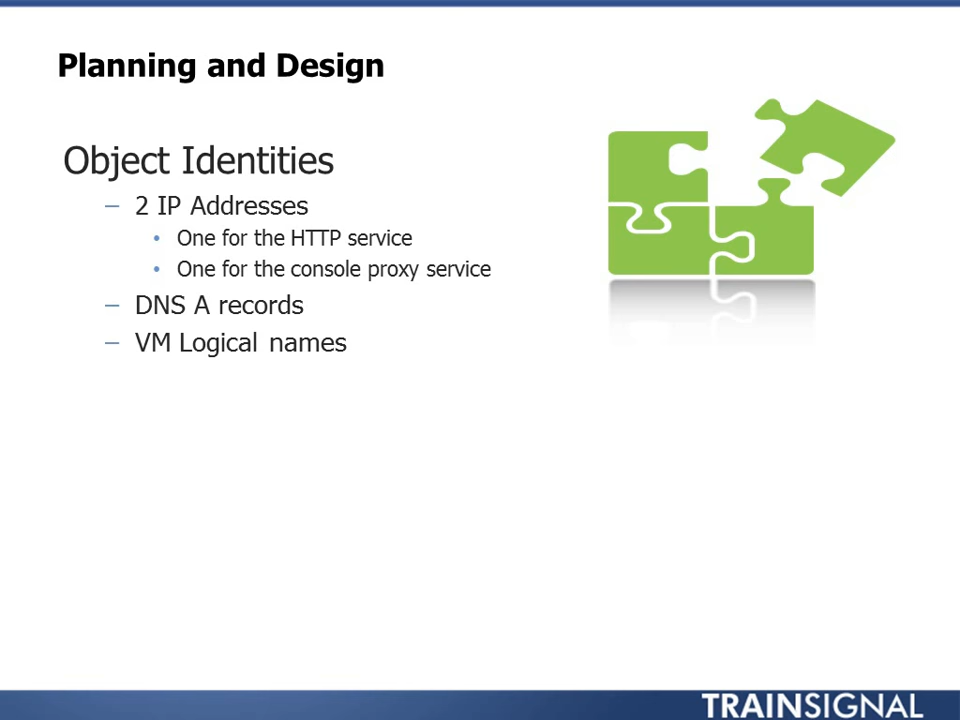 Planning and Design
Object Identities
– 2 IP Addresses
• One for the HTTP service
• One for the console proxy service
– DNS A records
– VM Logical names
TRAINSIGNAL